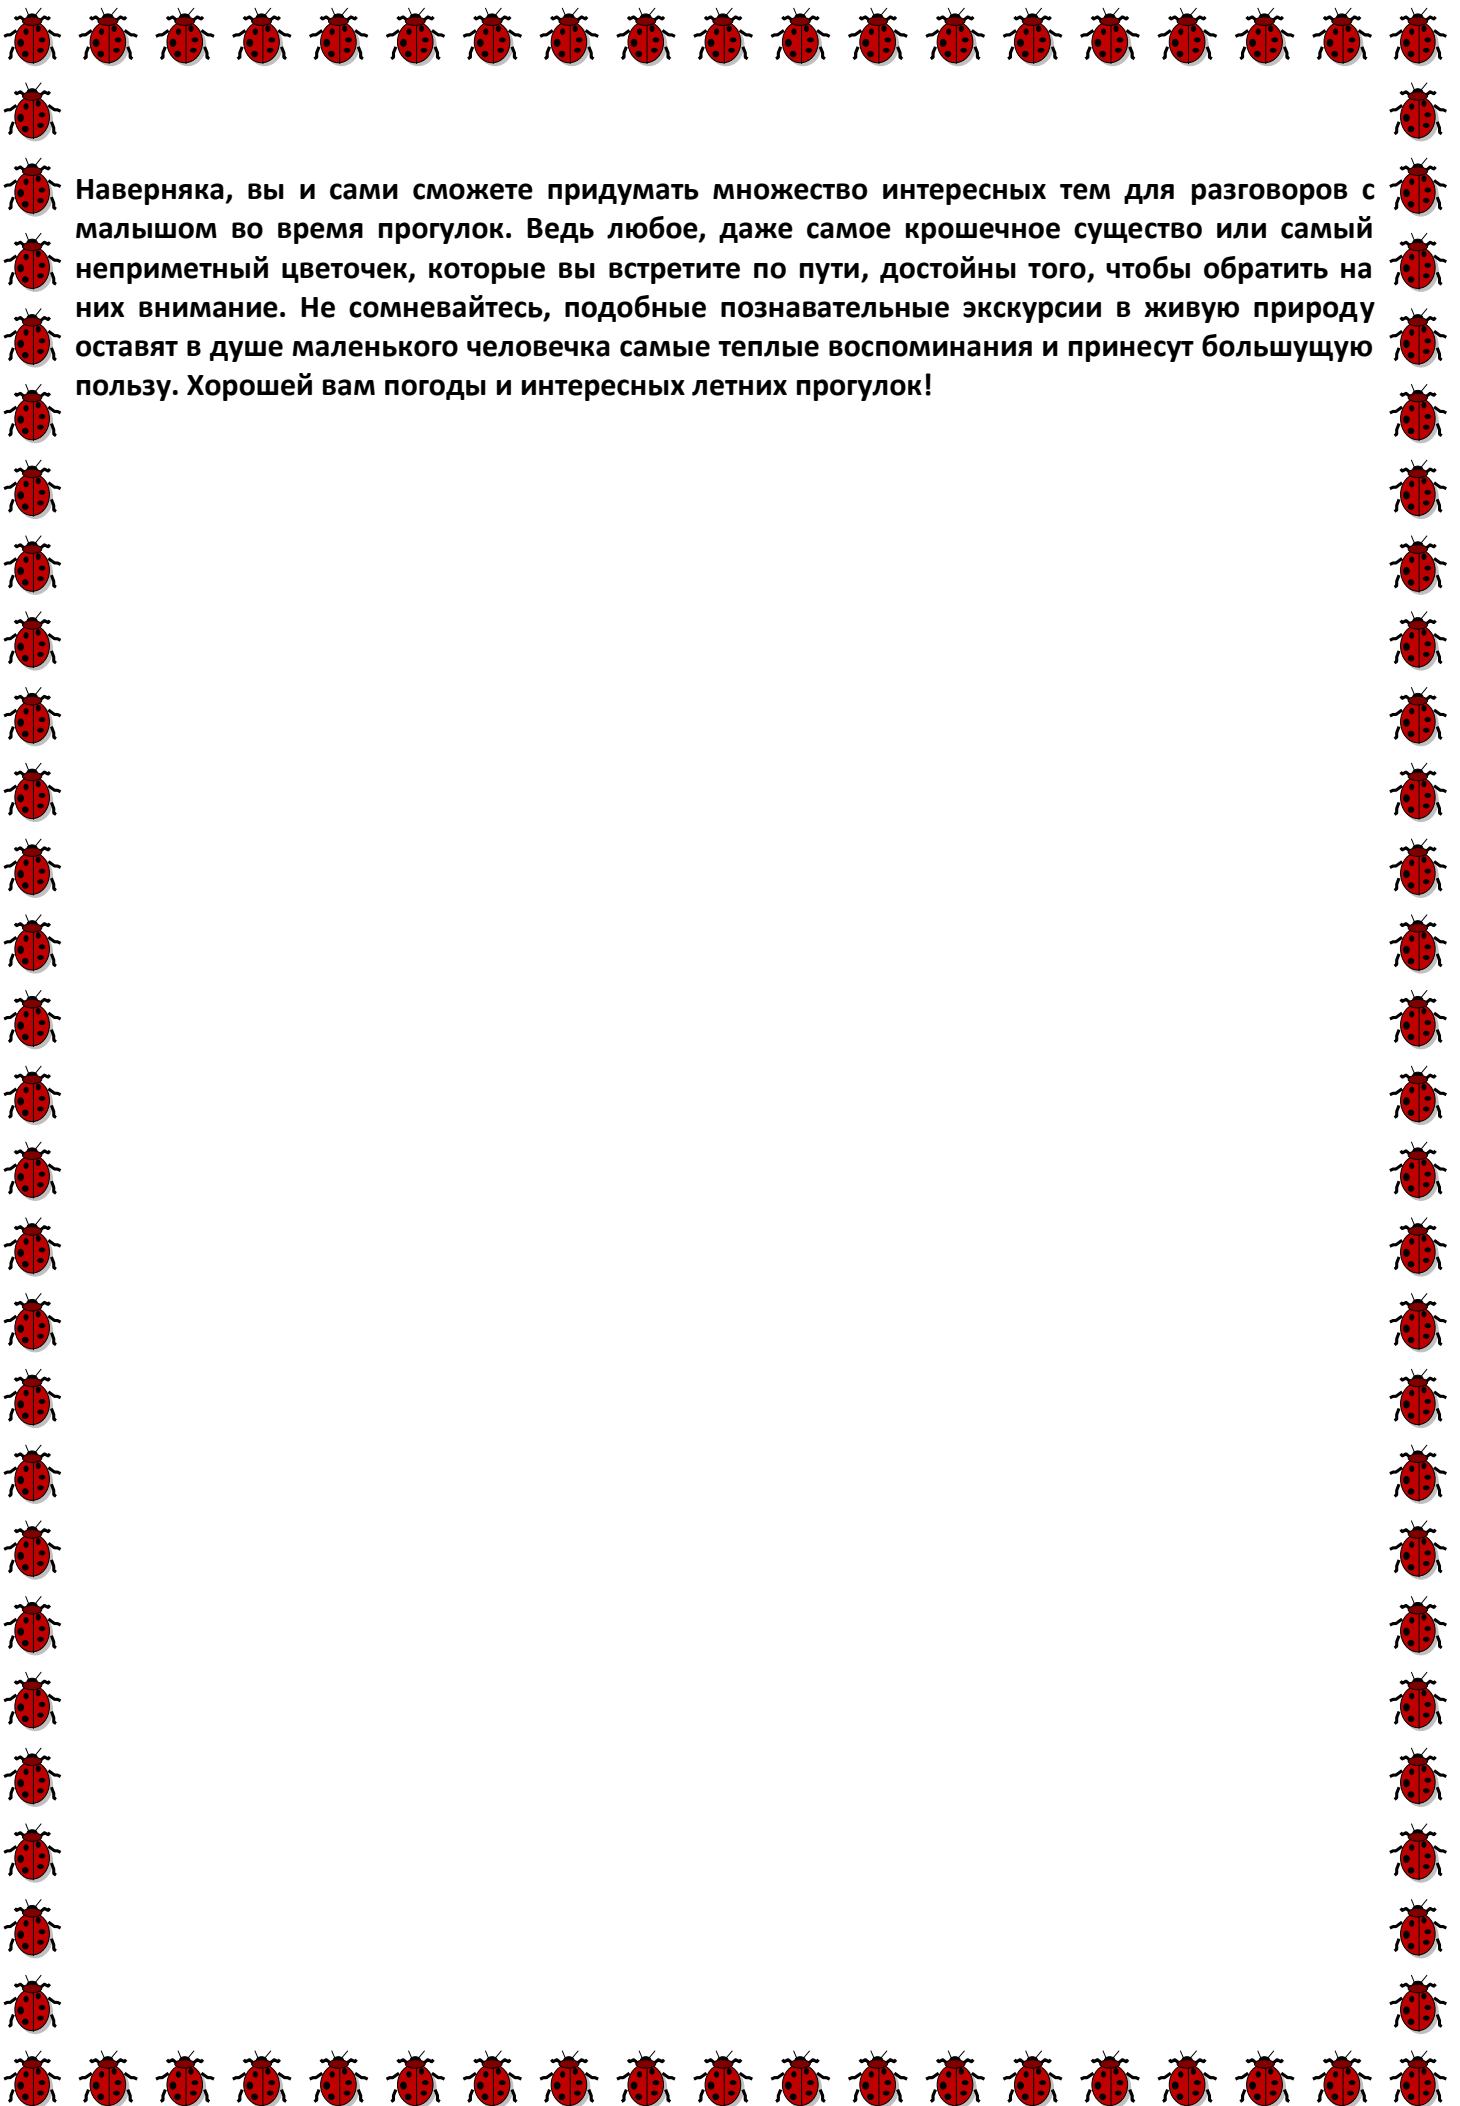 Наверняка, вы и сами сможете придумать множество интересных тем для разговоров с
малышом во время прогулок. Ведь любое, даже самое крошечное существо или самый
неприметный цветочек, которые вы встретите по пути, достойны того, чтобы обратить на
них внимание. Не сомневайтесь, подобные познавательные экскурсии в живую природу
оставят в душе маленького человечка самые теплые воспоминания и принесут большущую
пользу. Хорошей вам погоды и интересных летних прогулок!